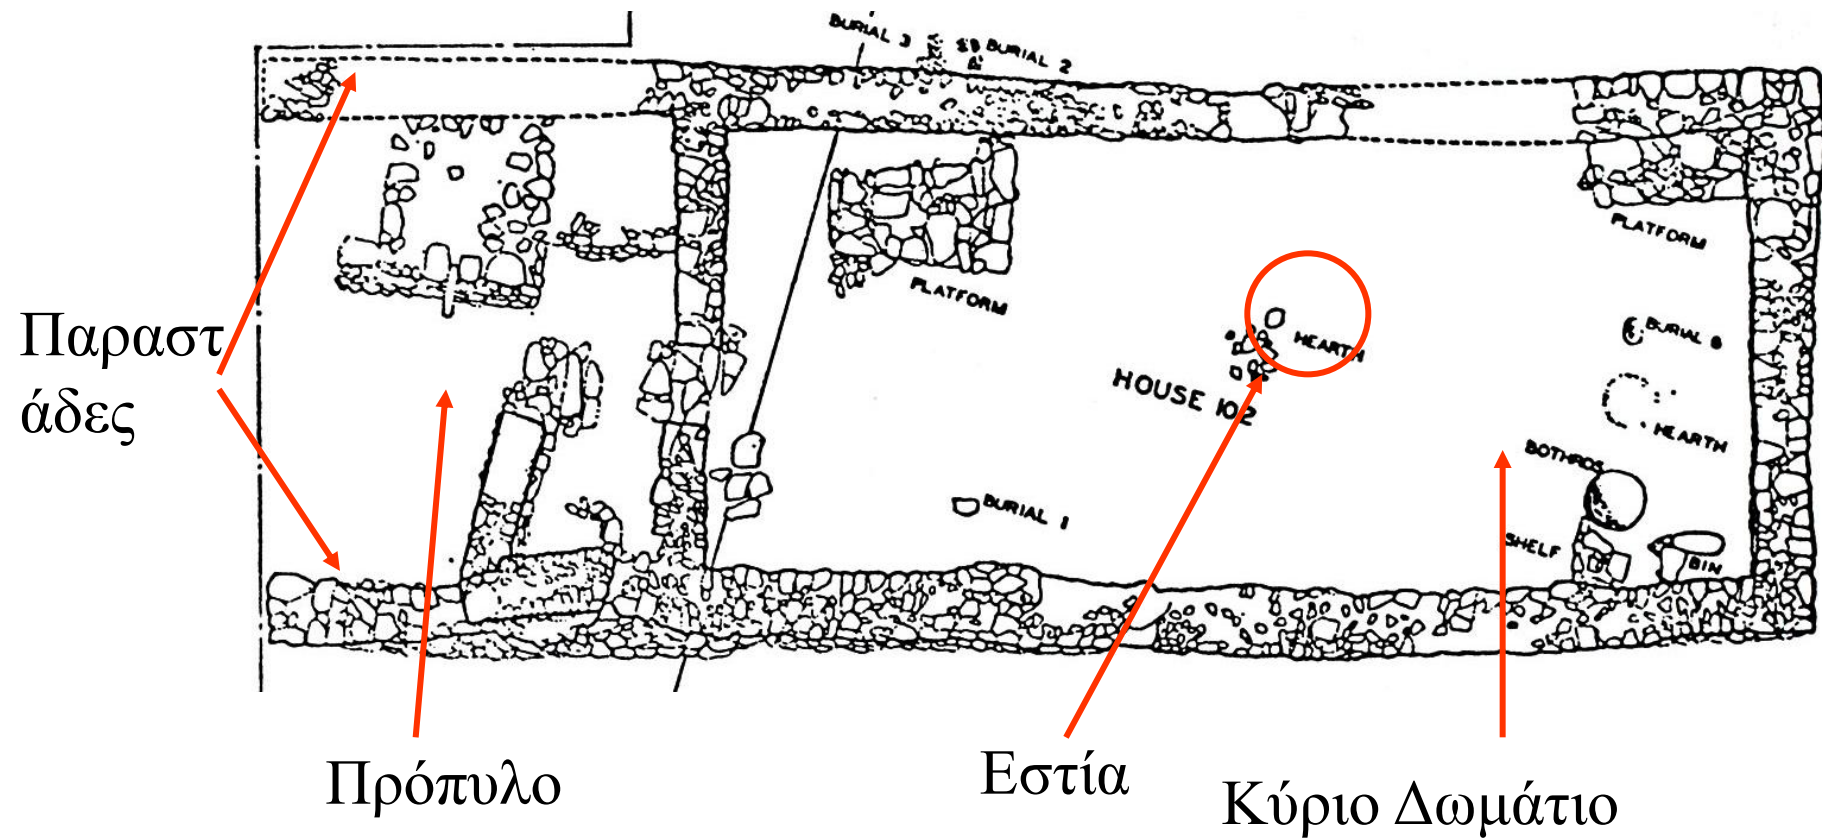 BURIAL 3
BURIAL 2
PLATFORM
PLATFORM
HEARTH
BURIAL 8
HOUSE 102
HEARTH
BOTHROS
BURIAL 1
SHELF
BIN
Παραστ
άδες
Πρόπυλο
Εστία
Κύριο Δωμάτιο